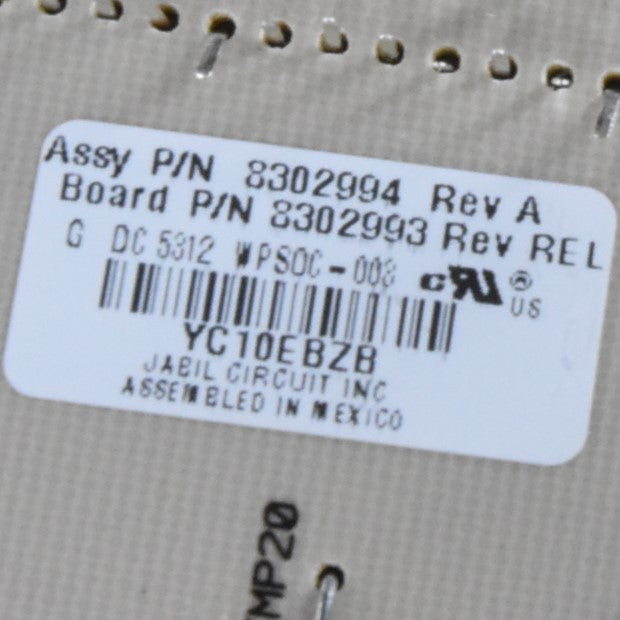 Assy P/N 8302994 Rev A
Board P/N 8302993 Rev REL
G DC 5312 WPSOC-003 c RU ® US
YC10EBZB
JABIL CIRCUIT INC
ASSEMBLED IN MEXICO
MP20